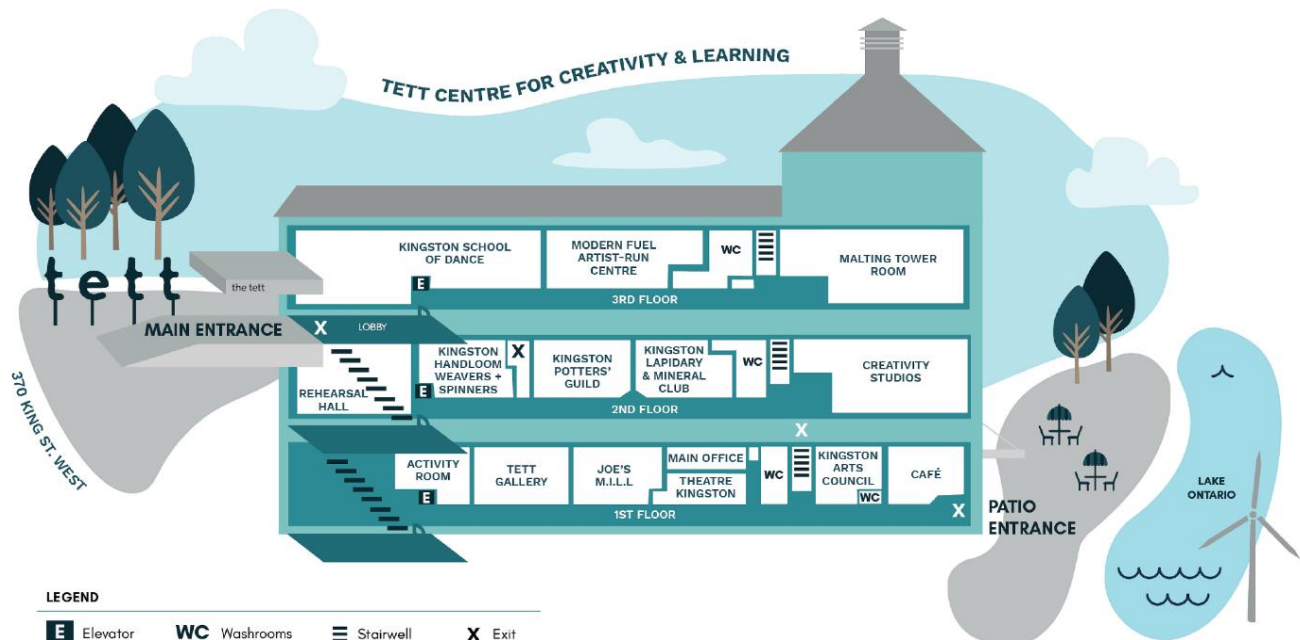 TETT CENTRE FOR CREATIVITY & LEARNING
tett
the tett
MAIN ENTRANCE
370 KING ST. WEST
X
LOBBY
KINGSTON SCHOOL
OF DANCE
E
MODERN FUEL
ARTIST-RUN
CENTRE
WC
MALTING TOWER
ROOM
3RD FLOOR
REHEARSAL
HALL
KINGSTON
HANDLOOM
WEAVERS +
SPINNERS
E
X
KINGSTON
POTTERS'
GUILD
KINGSTON
LAPIDARY
& MINERAL
CLUB
WC
CREATIVITY
STUDIOS
2ND FLOOR
X
ACTIVITY
ROOM
E
TETT
GALLERY
JOE'S
M.I.L.L
MAIN OFFICE
THEATRE
KINGSTON
WC
KINGSTON
ARTS
COUNCIL
WC
CAFÉ
X
1ST FLOOR
PATIO
ENTRANCE
LAKE
ONTARIO
LEGEND
E Elevator
WC Washrooms
Stairwell
X Exit